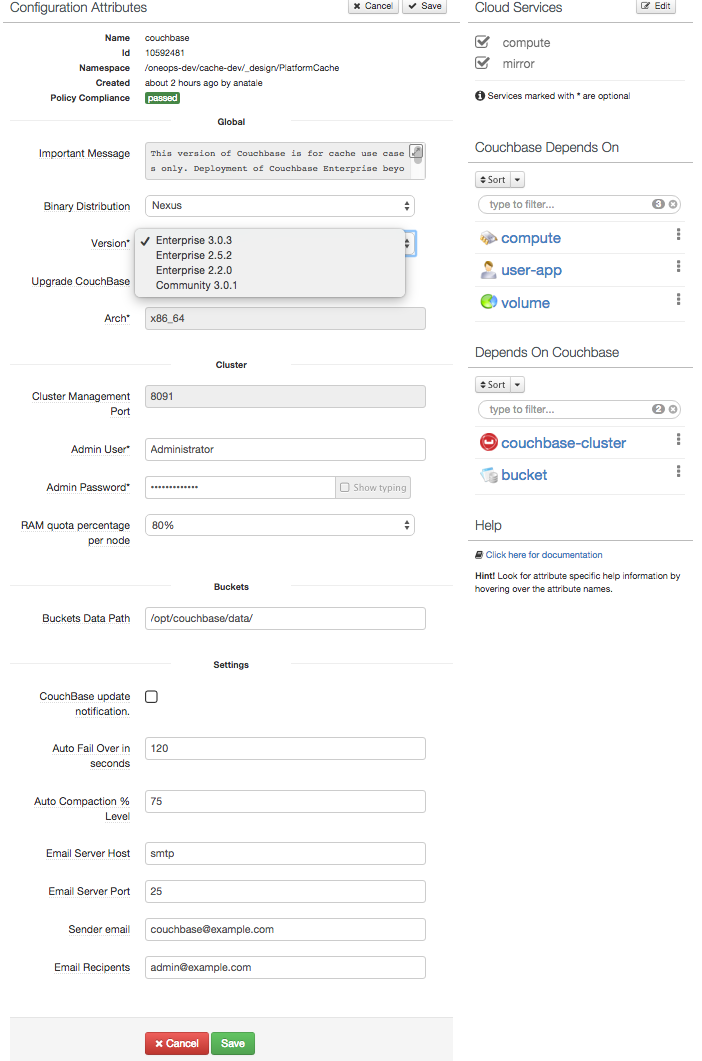 Configuration Attributes
Cancel
Save
Name couchbase
Id 10592481
Namespace /oneops-dev/cache-dev/_design/PlatformCache
Created about 2 hours ago by anatale
Policy Compliance passed
Global
Important Message
This version of Couchbase is for cache use case
s only. Deployment of Couchbase Enterprise beyo
Binary Distribution Nexus
Version*
✓ Enterprise 3.0.3
Enterprise 2.5.2
Enterprise 2.2.0
Community 3.0.1
Upgrade CouchBase
Arch* x86_64
Cluster
Cluster Management
Port
8091
Admin User* Administrator
Admin Password* ••••••••••••• Show typing
RAM quota percentage
per node
80%
Buckets
Buckets Data Path /opt/couchbase/data/
Settings
CouchBase update
notification.
Auto Fail Over in
seconds
120
Auto Compaction %
Level
75
Email Server Host smtp
Email Server Port 25
Sender email couchbase@example.com
Email Recipents admin@example.com
Cancel
Save
Cloud Services
Edit
compute
mirror
Services marked with * are optional
Couchbase Depends On
Sort
type to filter... 3
compute
user-app
volume
Depends On Couchbase
Sort
type to filter... 2
couchbase-cluster
bucket
Help
Click here for documentation
Hint! Look for attribute specific help information by
hovering over the attribute names.